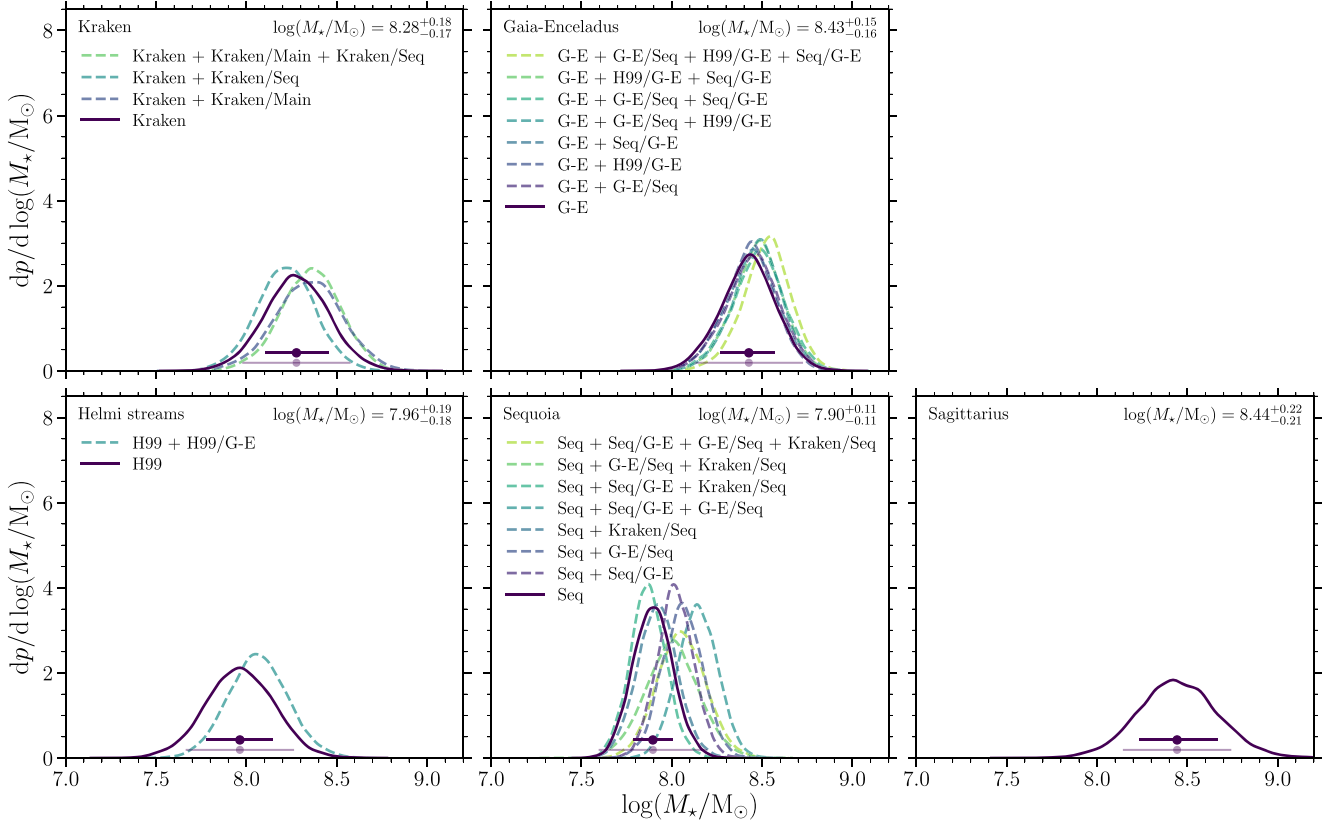 Kraken log(M⋆/M⊙) = 8.28+0.18−0.17
Kraken + Kraken/Main + Kraken/Seq
Kraken + Kraken/Seq
Kraken + Kraken/Main
Kraken
8
6
4
2
0
dp/d log(M⋆/M⊙)
Gaia-Enceladus log(M⋆/M⊙) = 8.43+0.15−0.16
G-E + G-E/Seq + H99/G-E + Seq/G-E
G-E + H99/G-E + Seq/G-E
G-E + G-E/Seq + Seq/G-E
G-E + G-E/Seq + H99/G-E
G-E + Seq/G-E
G-E + H99/G-E
G-E + G-E/Seq
G-E
Helmi streams log(M⋆/M⊙) = 7.96+0.19−0.18
H99 + H99/G-E
H99
8
6
4
2
0
dp/d log(M⋆/M⊙)
7.0 7.5 8.0 8.5 9.0
Sequoia log(M⋆/M⊙) = 7.90+0.11−0.11
Seq + Seq/G-E + G-E/Seq + Kraken/Seq
Seq + G-E/Seq + Kraken/Seq
Seq + Seq/G-E + Kraken/Seq
Seq + Seq/G-E + G-E/Seq
Seq + Kraken/Seq
Seq + G-E/Seq
Seq + Seq/G-E
Seq
7.0 7.5 8.0 8.5 9.0
log(M⋆/M⊙)
Sagittarius log(M⋆/M⊙) = 8.44+0.22−0.21
7.0 7.5 8.0 8.5 9.0